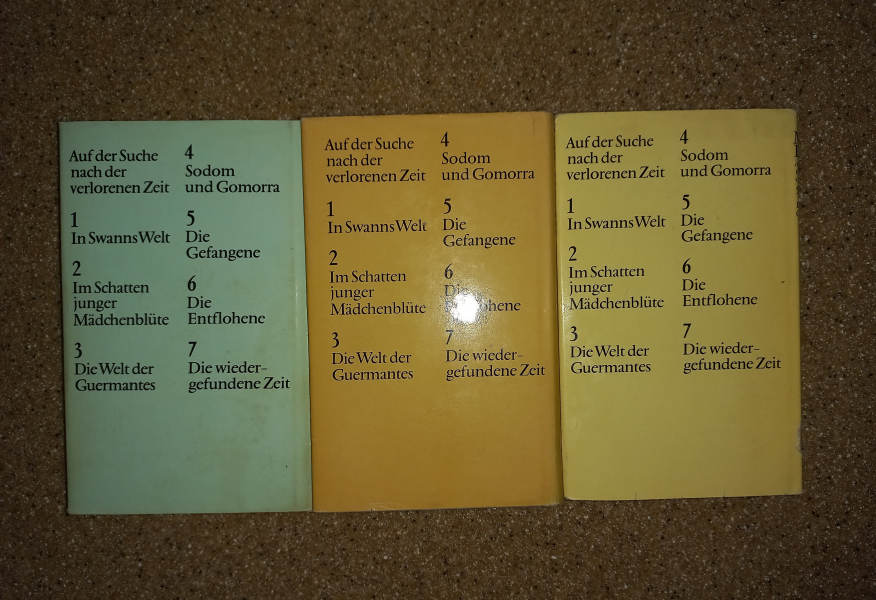 Auf der Suche
nach der
verlorenen Zeit
1
In Swanns Welt
2
Im Schatten
junger
Mädchenblüte
3
Die Welt der
Guermantes
4
Sodom
und Gomorra
5
Die
Gefangene
6
Die
Entflohene
7
Die wieder-
gefundene Zeit
Auf der Suche
nach der
verlorenen Zeit
1
In Swanns Welt
2
Im Schatten
junger
Mädchenblüte
3
Die Welt der
Guermantes
4
Sodom
und Gomorra
5
Die
Gefangene
6
Die
7
Die wieder-
gefundene Zeit
Auf der Suche
nach der
verlorenen Zeit
1
In Swanns Welt
2
Im Schatten
junger
Mädchenblüte
3
Die Welt der
Guermantes
4
Sodom
und Gomorra
5
Die
Gefangene
6
Die
Entflohene
7
Die wieder-
gefundene Zeit